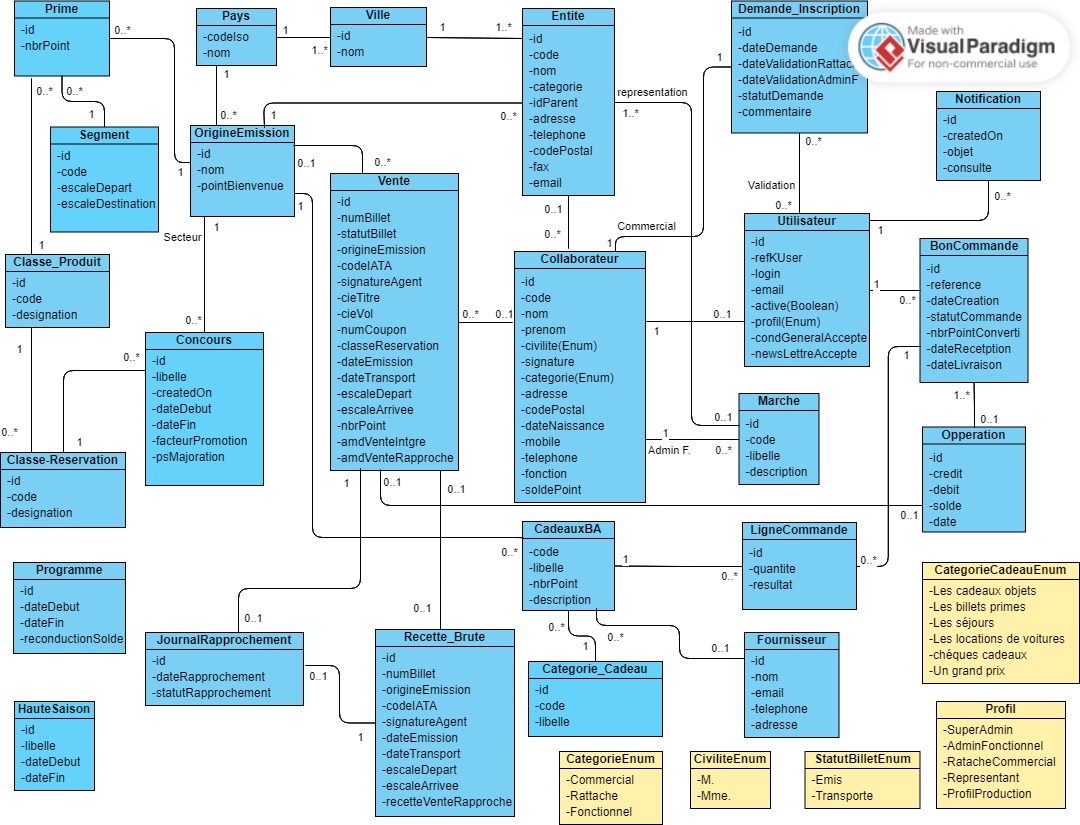 Prime
-id
-nbrPoint
0..*
0..*
0..*
1
1
1
Segment
-id
-code
-escaleDepart
-escaleDestination
Pays
-codeIso
-nom
1
1..*
1
0..*
Ville
-id
-nom
1
1..*
Entite
-id
-code
-nom
-categorie
-idParent
-adresse
-telephone
-codePostal
-fax
-email
representation
1..*
1
0..*
0..1
0..*
Demande_Inscription
-id
-dateDemande
-dateValidationRattac
-dateValidationAdminF
-statutDemande
-commentaire
1
0..*
Validation
0..*
Commercial
1
Made with
VisualParadigm
For non-commercial use
Notification
-id
-createdOn
-objet
-consulte
0..*
1
OrigineEmission
-id
-nom
-pointBienvenue
0..1
0..*
1
1
Secteur
0..*
Vente
-id
-numBillet
-statutBillet
-origineEmission
-codeIATA
-signatureAgent
-cieTitre
-cieVol
-numCoupon
-classeReservation
-dateEmission
-dateTransport
-escaleDepart
-escaleArrivee
-nbrPoint
-amdVenteIntgre
-amdVenteRapproche
0..*
0..1
1
0..1
0..1
Collaborateur
-id
-code
-nom
-prenom
-civilite(Enum)
-signature
-categorie(Enum)
-adresse
-codePostal
-dateNaissance
-mobile
-telephone
-fonction
-soldePoint
1
0..1
1
Admin F.
0..*
Utilisateur
-id
-refKUser
-login
-email
-active(Boolean)
-profil(Enum)
-condGeneralAccepte
-newsLettreAccepte
1
0..*
BonCommande
-id
-reference
-dateCreation
-statutCommande
-nbrPointConverti
-dateRecetption
-dateLivraison
1
1..*
0..1
Classe_Produit
-id
-code
-designation
1
0..*
Concours
-id
-libelle
-createdOn
-dateDebut
-dateFin
-facteurPromotion
-psMajoration
0..*
1
Classe-Reservation
-id
-code
-designation
Marche
-id
-code
-libelle
-description
0..1
Opperation
-id
-credit
-debit
-solde
-date
0..1
CadeauxBA
-code
-libelle
-nbrPoint
-description
0..*
1
0..*
0..*
1
0..*
0..1
LigneCommande
-id
-quantite
-resultat
0..*
Programme
-id
-dateDebut
-dateFin
-reconductionSolde
JournalRapprochement
-id
-dateRapprochement
-statutRapprochement
0..1
0..1
1
Recette_Brute
-id
-numBillet
-origineEmission
-codeIATA
-signatureAgent
-dateEmission
-dateTransport
-escaleDepart
-escaleArrivee
-recetteVenteRapproche
0..1
Categorie_Cadeau
-id
-code
-libelle
Fournisseur
-id
-nom
-email
-telephone
-adresse
CategorieCadeauEnum
-Les cadeaux objets
-Les billets primes
-Les séjours
-Les locations de voitures
-chèques cadeaux
-Un grand prix
HauteSaison
-id
-libelle
-dateDebut
-dateFin
CategorieEnum
-Commercial
-Rattache
-Fonctionnel
CiviliteEnum
-M.
-Mme.
StatutBilletEnum
-Emis
-Transporte
Profil
-SuperAdmin
-AdminFonctionnel
-RatacheCommercial
-Representant
-ProfilProduction